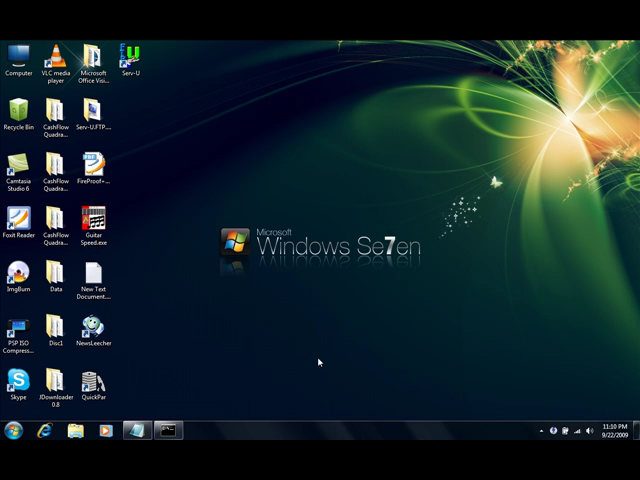 Computer
VLC media
player
Microsoft
Office Visi...
Serv-U
Recycle Bin
CashFlow
Quadra...
Serv-U.FTP....
Camtasia
Studio 6
CashFlow
Quadra...
FireProof+...
Foxit Reader
CashFlow
Quadra...
Guitar
Speed.exe
Microsoft
Windows Se7en
ImgBurn
Data
New Text
Document....
PSP ISO
Compress...
Disc1
NewsLeecher
Skype
JDownloader
0.8
QuickPar
11:10 PM
9/22/2009